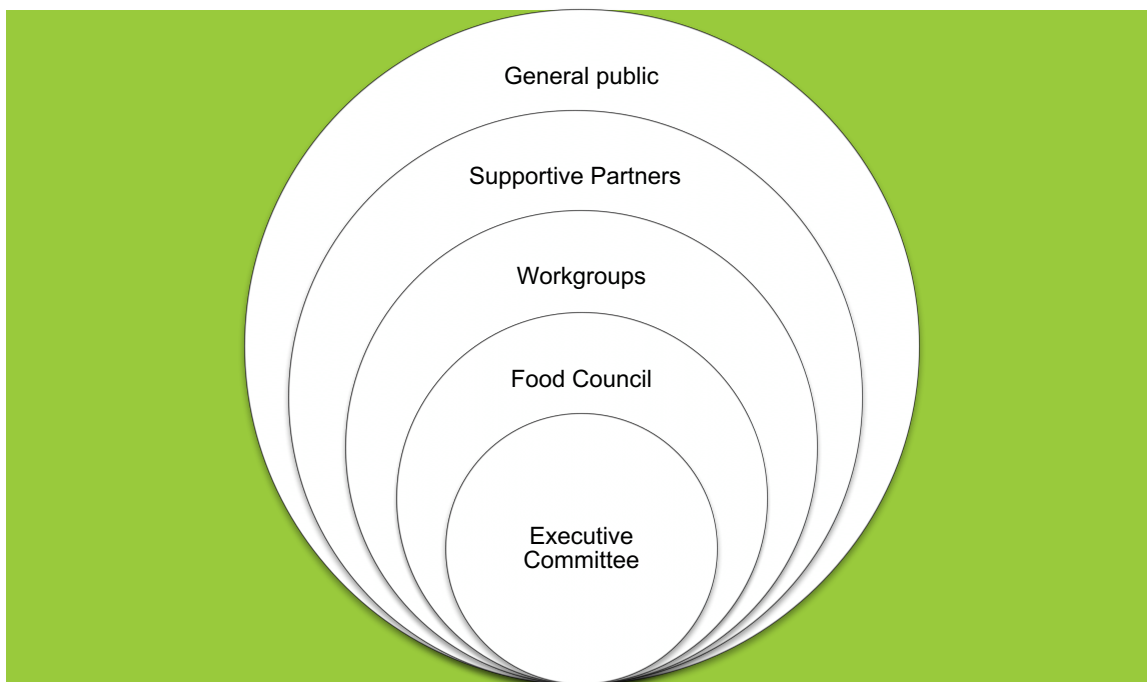 General public
Supportive Partners
Workgroups
Food Council
Executive
Committee